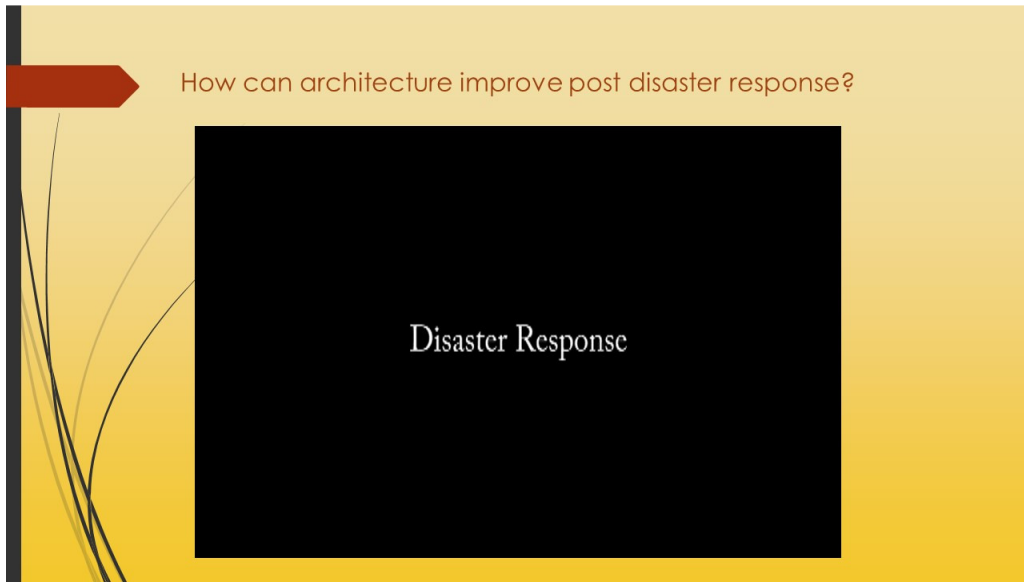 How can architecture improve post disaster response?
Disaster Response